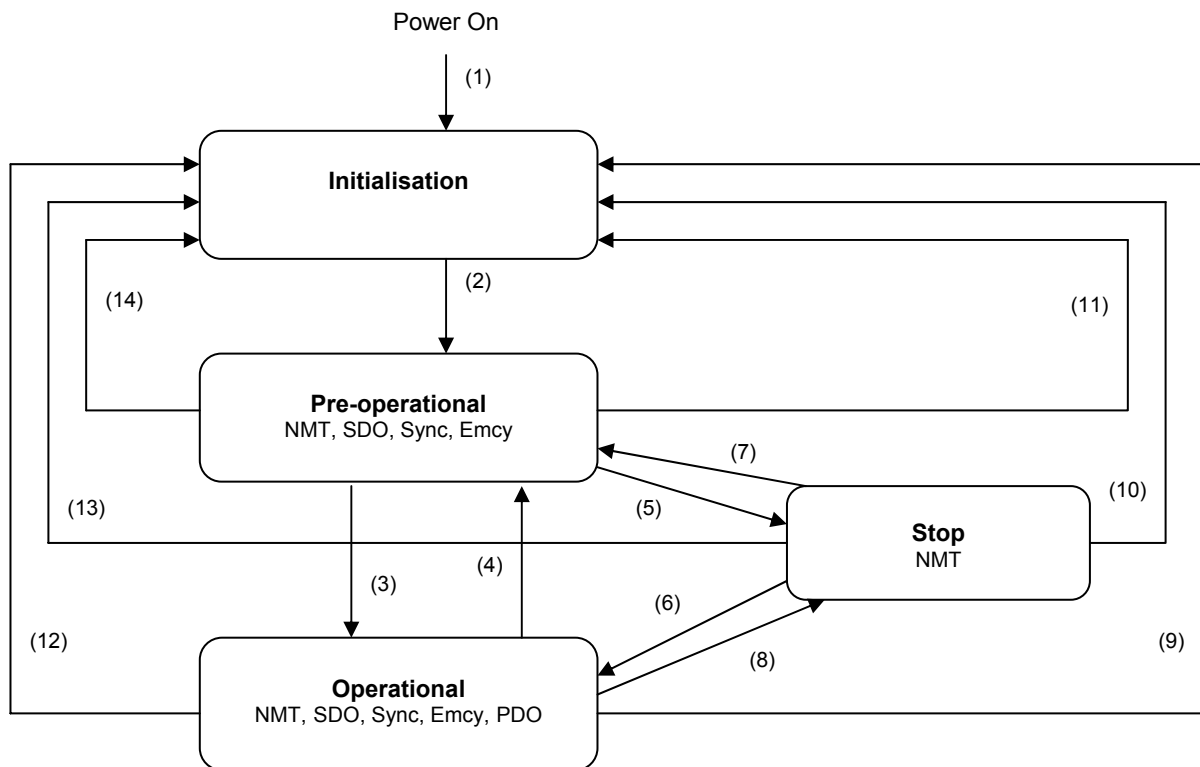 Power On
(1)
Initialisation
(2)
(14)
(11)
Pre-operational
NMT, SDO, Sync, Emcy
(7)
(5)
(10)
(13)
Stop
NMT
(3)
(4)
(6)
(12)
(8)
(9)
Operational
NMT, SDO, Sync, Emcy, PDO